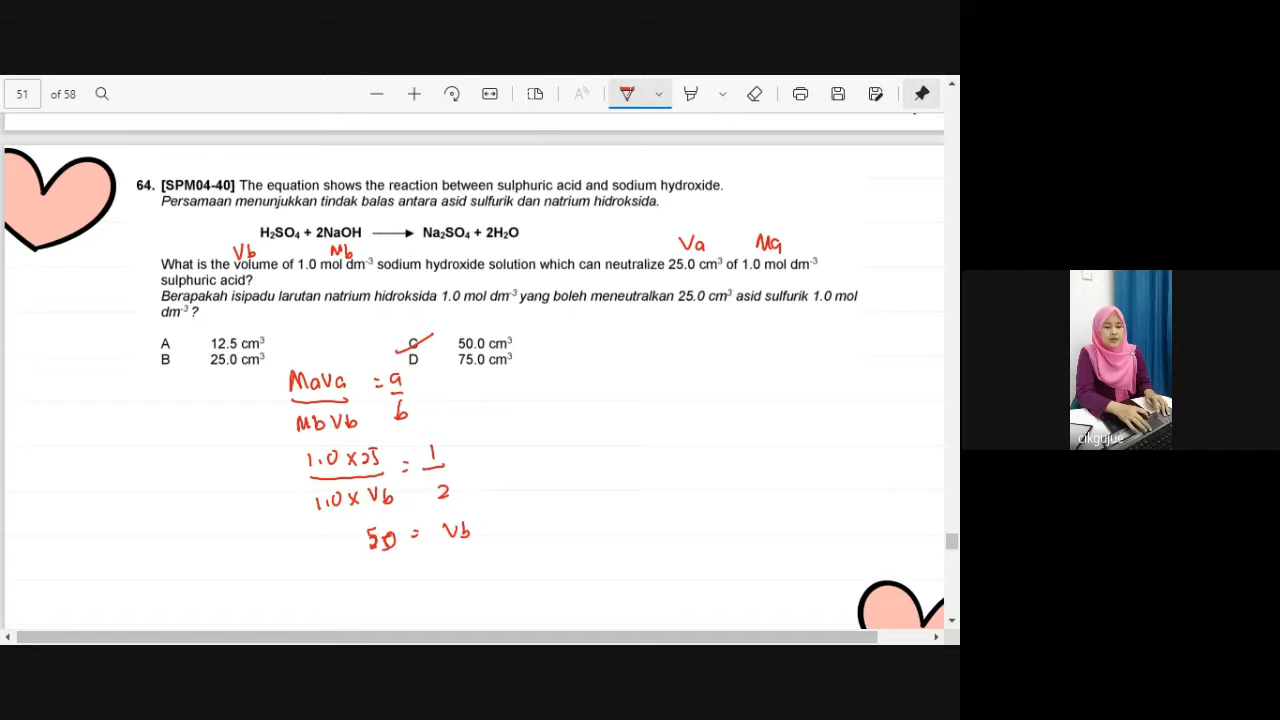 51 of 58
64. [SPM04-40] The equation shows the reaction between sulphuric acid and sodium hydroxide.
Persamaan menunjukkan tindak balas antara asid sulfurik dan natrium hidroksida.
H₂SO₄ + 2NaOH → Na₂SO₄ + 2H₂O
Vb Mb Va Ma
What is the volume of 1.0 mol dm⁻³ sodium hydroxide solution which can neutralize 25.0 cm³ of 1.0 mol dm⁻³
sulphuric acid?
Berapakah isipadu larutan natrium hidroksida 1.0 mol dm⁻³ yang boleh meneutralkan 25.0 cm³ asid sulfurik 1.0 mol
dm⁻³ ?
A 12.5 cm³ C 50.0 cm³
B 25.0 cm³ D 75.0 cm³
MaVa = a
MbVb b
1.0 x 25 = 1
1.0 x Vb 2
50 = Vb
cikgujue